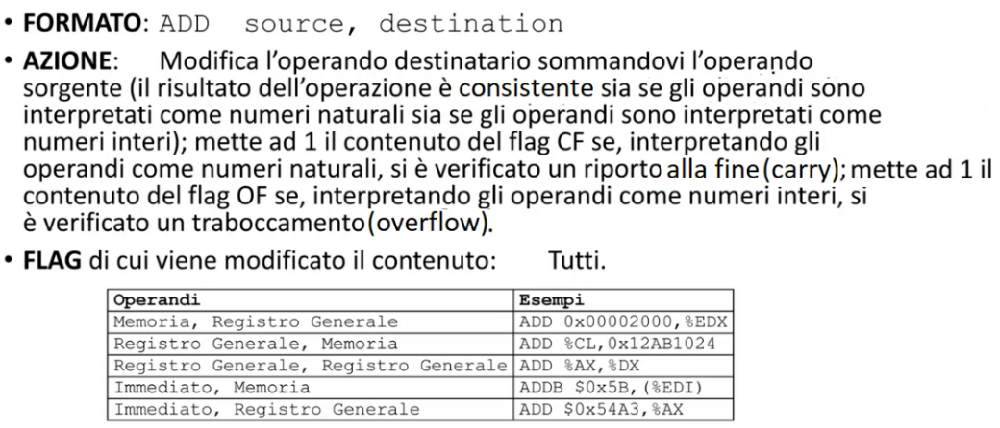 • FORMATO: ADD source, destination
• AZIONE: Modifica l'operando destinatario sommandovi l'operando
sorgente (il risultato dell'operazione è consistente sia se gli operandi sono
interpretati come numeri naturali sia se gli operandi sono interpretati come
numeri interi); mette ad 1 il contenuto del flag CF se, interpretando gli
operandi come numeri naturali, si è verificato un riporto alla fine (carry); mette ad 1 il
contenuto del flag OF se, interpretando gli operandi come numeri interi, si
è verificato un traboccamento (overflow).
• FLAG di cui viene modificato il contenuto: Tutti.
Operandi Esempi
Memoria, Registro Generale ADD 0x00002000,%EDX
Registro Generale, Memoria ADD %CL,0x12AB1024
Registro Generale, Registro Generale ADD %AX,%DX
Immediato, Memoria ADDB $0x5B,(%EDI)
Immediato, Registro Generale ADD $0x54A3,%AX